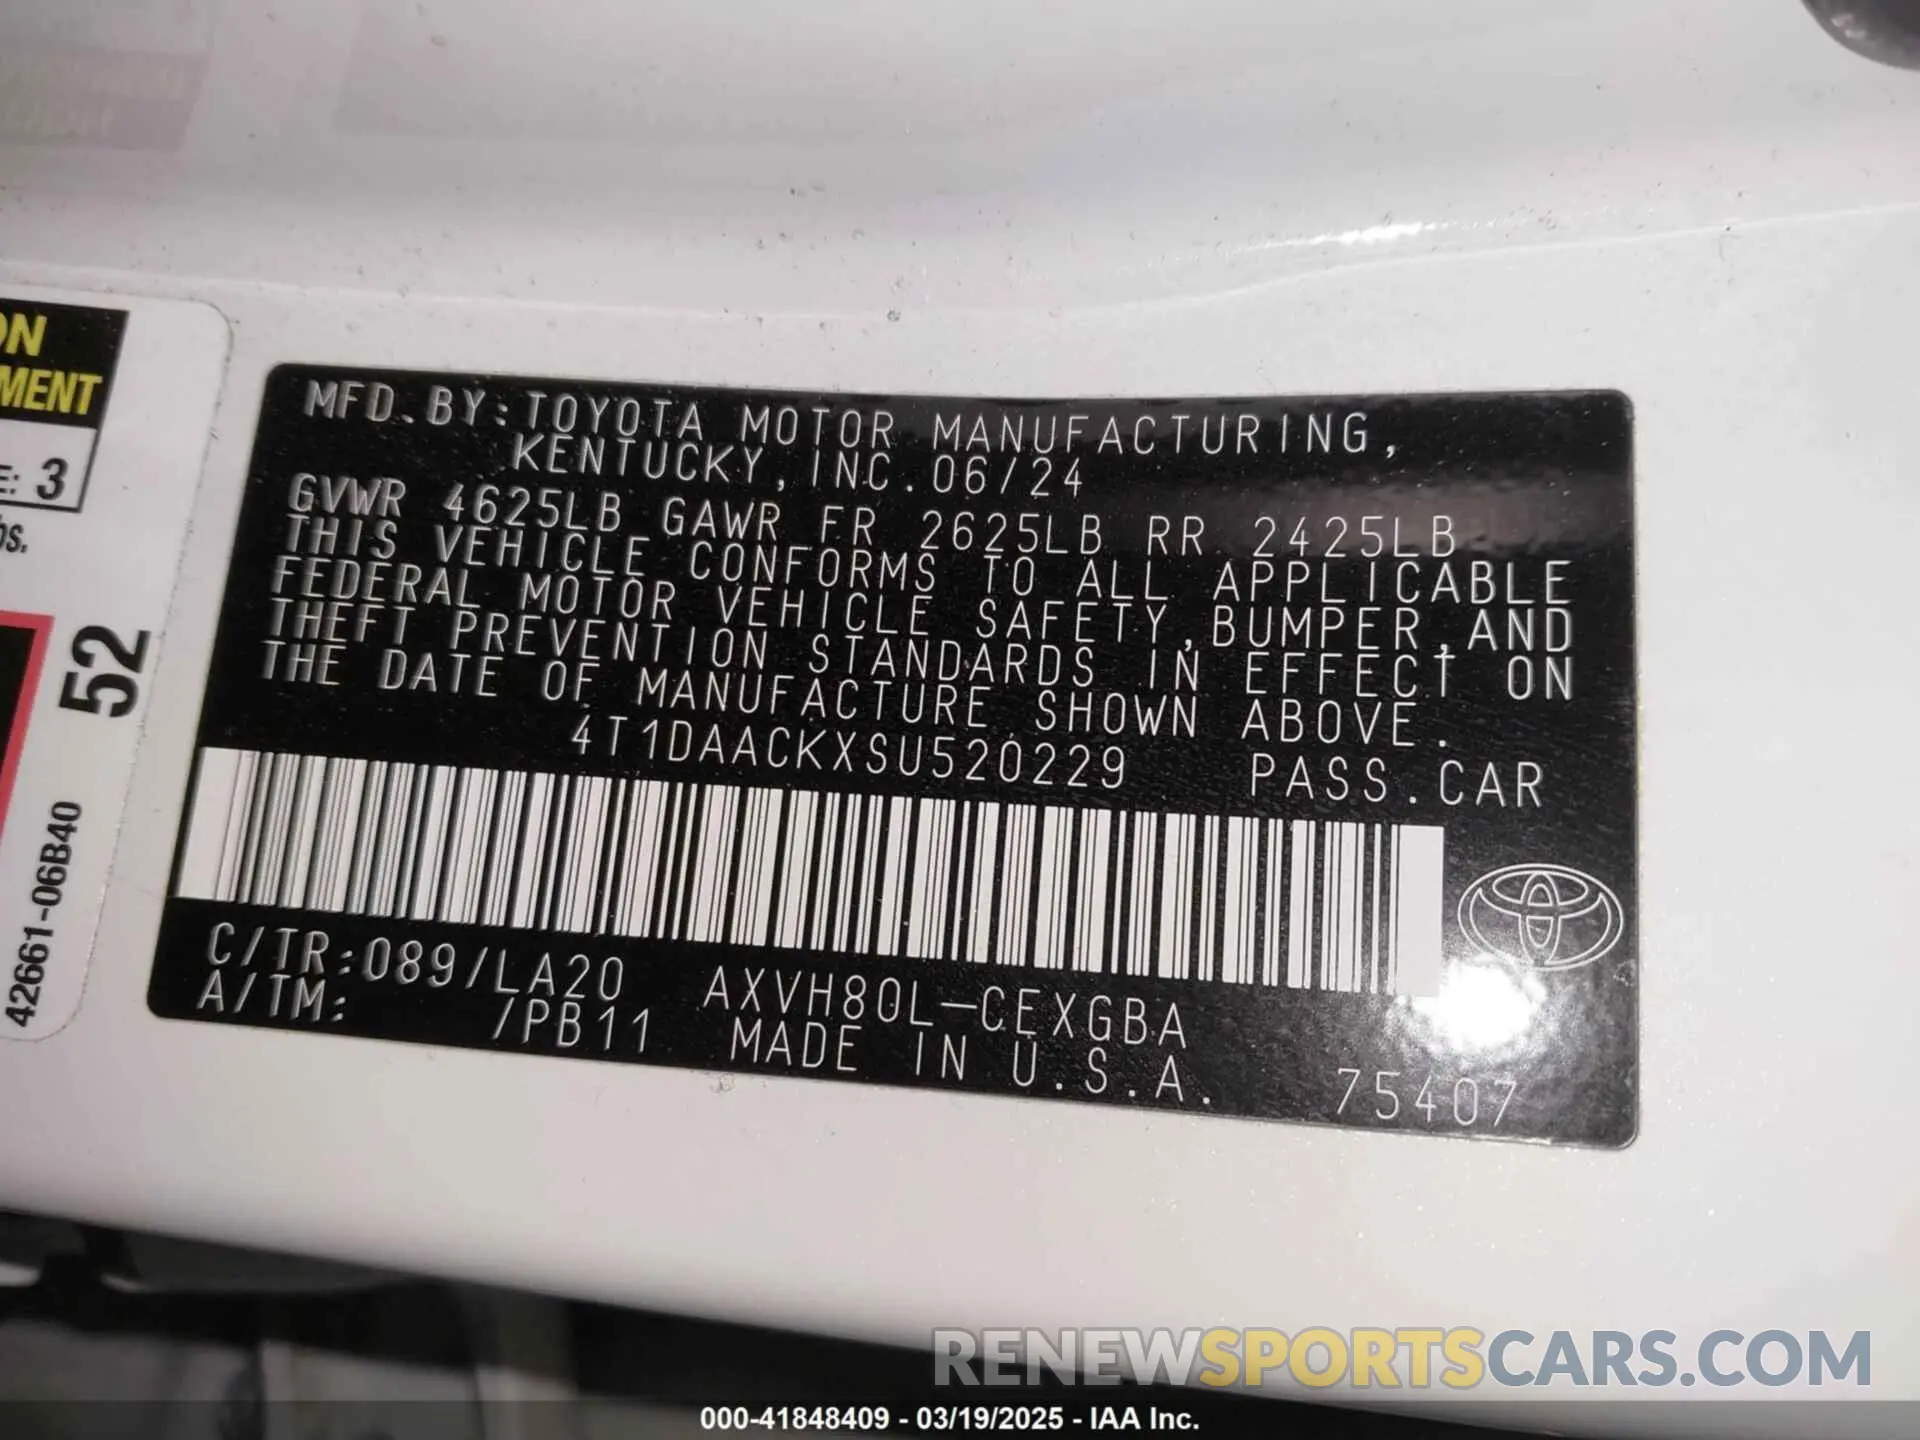 ON
MENT
: 3
bs.
52
42661-06B40
MFD. BY: TOYOTA MOTOR MANUFACTURING,
KENTUCKY, INC. 06/24
GVWR 4625LB GAWR FR 2625LB RR 2425LB
THIS VEHICLE CONFORMS TO ALL APPLICABLE
FEDERAL MOTOR VEHICLE SAFETY, BUMPER, AND
THEFT PREVENTION STANDARDS IN EFFECT ON
THE DATE OF MANUFACTURE SHOWN ABOVE.
4T1DAACKXSU520229 PASS. CAR
C/TR: 089/LA20 AXVH80L-CEXGBA
A/TM: /PB11 MADE IN U.S.A. 75407
RENEWSPORTSCARS.COM
000-41848409 - 03/19/2025 - IAA Inc.